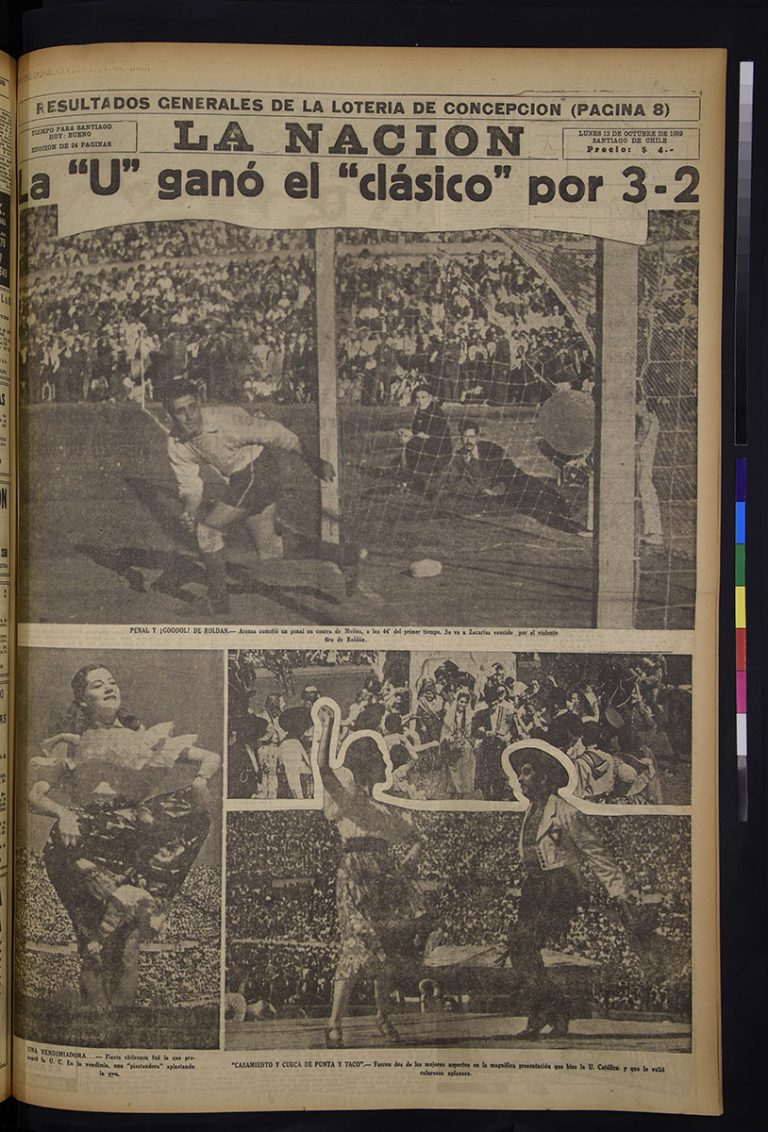 RESULTADOS GENERALES DE LA LOTERIA DE CONCEPCION (PAGINA 8)
TIEMPO PARA SANTIAGO
HOY: BUENO
EDICION DE 24 PAGINAS
LA NACION
LUNES 13 DE OCTUBRE DE
SANTIAGO DE CHILE
Precio: $ 4.-
La "U" ganó el "clásico" por 3-2
PENAL Y ¡GOOOOL! DE ROLDAN.— Arenas cometió un penal en contra de Molina, a los 44' del primer tiempo. Se ve a Zacarías vencido por el violento
tiro de Roldán.
UNA VENDIMIADORA...— Fiesta chilenara fué la que pre-
sentó la U. C. En la vendimia, una "pisoteadora" aplastando
la uva.
"CASAMIENTO Y CUECA DE PUNTA Y TACO".— Fueron dos de los mejores aspectos en la magnífica presentación que hizo la U. Católica y que le valió
calurosos aplausos.